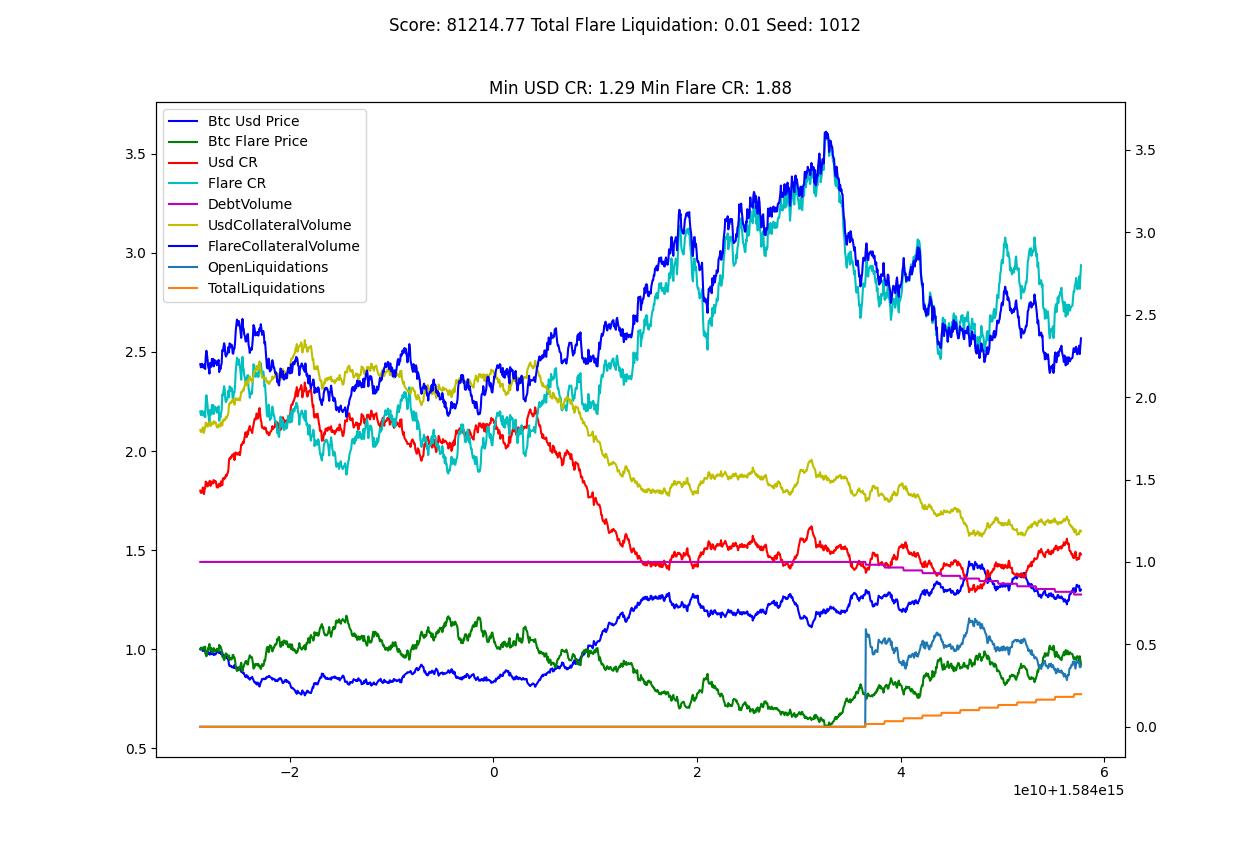 Score: 81214.77 Total Flare Liquidation: 0.01 Seed: 1012
Min USD CR: 1.29 Min Flare CR: 1.88
Btc Usd Price
Btc Flare Price
Usd CR
Flare CR
DebtVolume
UsdCollateralVolume
FlareCollateralVolume
OpenLiquidations
TotalLiquidations
3.5
3.0
2.5
2.0
1.5
1.0
0.5
3.5
3.0
2.5
2.0
1.5
1.0
0.5
0.0
−2 0 2 4 6
1e10+1.584e15